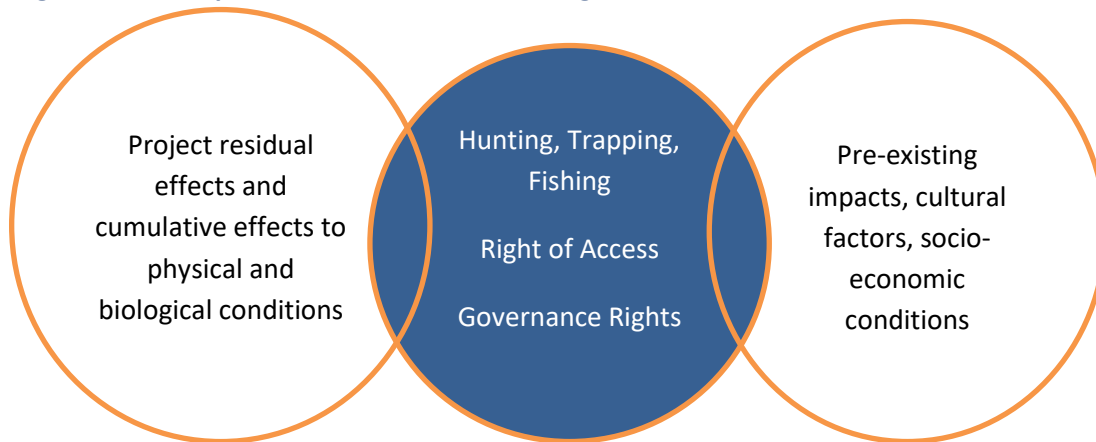 Project residual
effects and
cumulative effects to
physical and
biological conditions
Hunting, Trapping,
Fishing
Right of Access
Governance Rights
Pre-existing
impacts, cultural
factors, socio-
economic
conditions